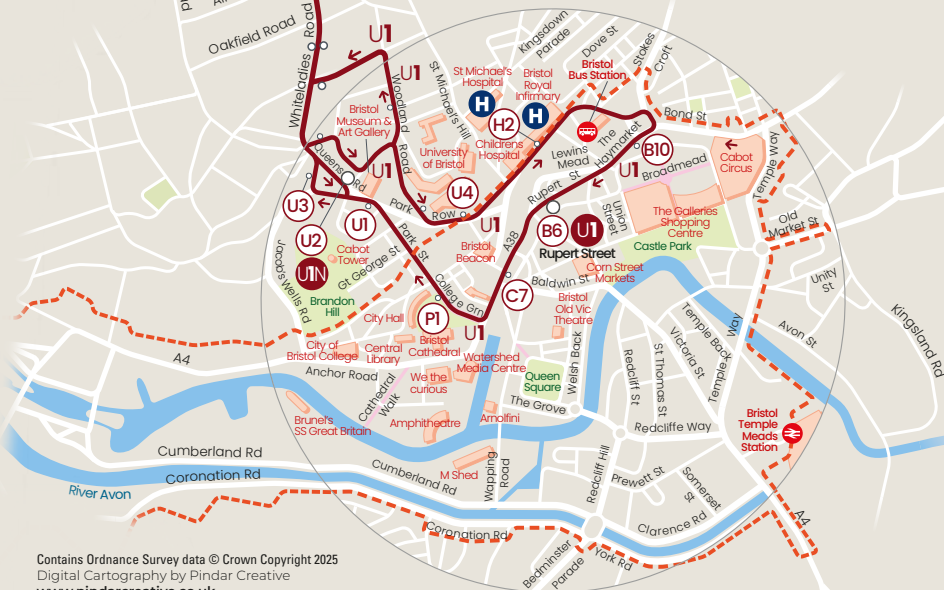 Oakfield Road
Whiteladies Road
U1
U1
Kingsdown
Parade
Dove St
Stokes
Croft
St Michael's Hill
St Michael's
Hospital
H
Bristol
Royal
Infirmary
H
H2
Childrens
Hospital
Bristol
Bus Station
Bond St
Woodland Road
Bristol
Museum &
Art Gallery
University
of Bristol
Lewins
Mead
The
Haymarket
B10
U1
Broadmead
Cabot
Circus
Temple Way
Queens Rd
U1
U4
Park
Row
Rupert St
U1
U3
U1
U2
U1N
Park St
Cabot
Tower
Gt George St
Jacob's Wells Rd
Brandon
Hill
Bristol
Beacon
A38
B6
U1
Rupert Street
Union
Street
The Galleries
Shopping
Centre
Castle Park
Old
Market St
Corn Street
Markets
Baldwin St
Unity
St
College Grn
C7
P1
U1
City Hall
Bristol
Cathedral
Bristol
Old Vic
Theatre
City of
Bristol College
Central
Library
Watershed
Media Centre
Welsh Back
Redcliff St
St Thomas St
Victoria St
Temple Back
Temple Way
Avon St
Kingsland Rd
A4
Anchor Road
We the
curious
Queen
Square
Cathedral
Walk
The Grove
Brunel's
SS Great Britain
Amphitheatre
Arnolfini
Redcliffe Way
Bristol
Temple
Meads
Station
Cumberland Rd
Coronation Rd
River Avon
Cumberland Rd
M Shed
Wapping
Road
Redcliff Hill
Prewett St
Somerset
St
Clarence Rd
Coronation Rd
York Rd
Bedminster
Parade
A4
Contains Ordnance Survey data © Crown Copyright 2025
Digital Cartography by Pindar Creative
www.pindarcreative.co.uk